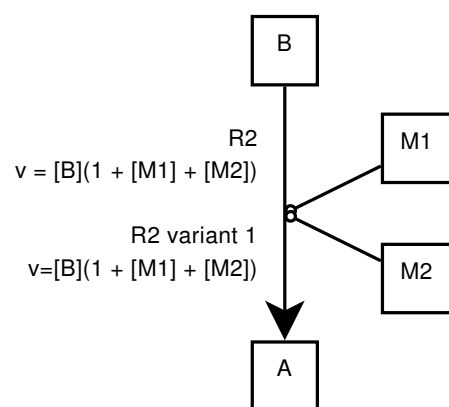 B
R2
v = [B](1 + [M1] + [M2])
M1
R2 variant 1
v=[B](1 + [M1] + [M2])
M2
A